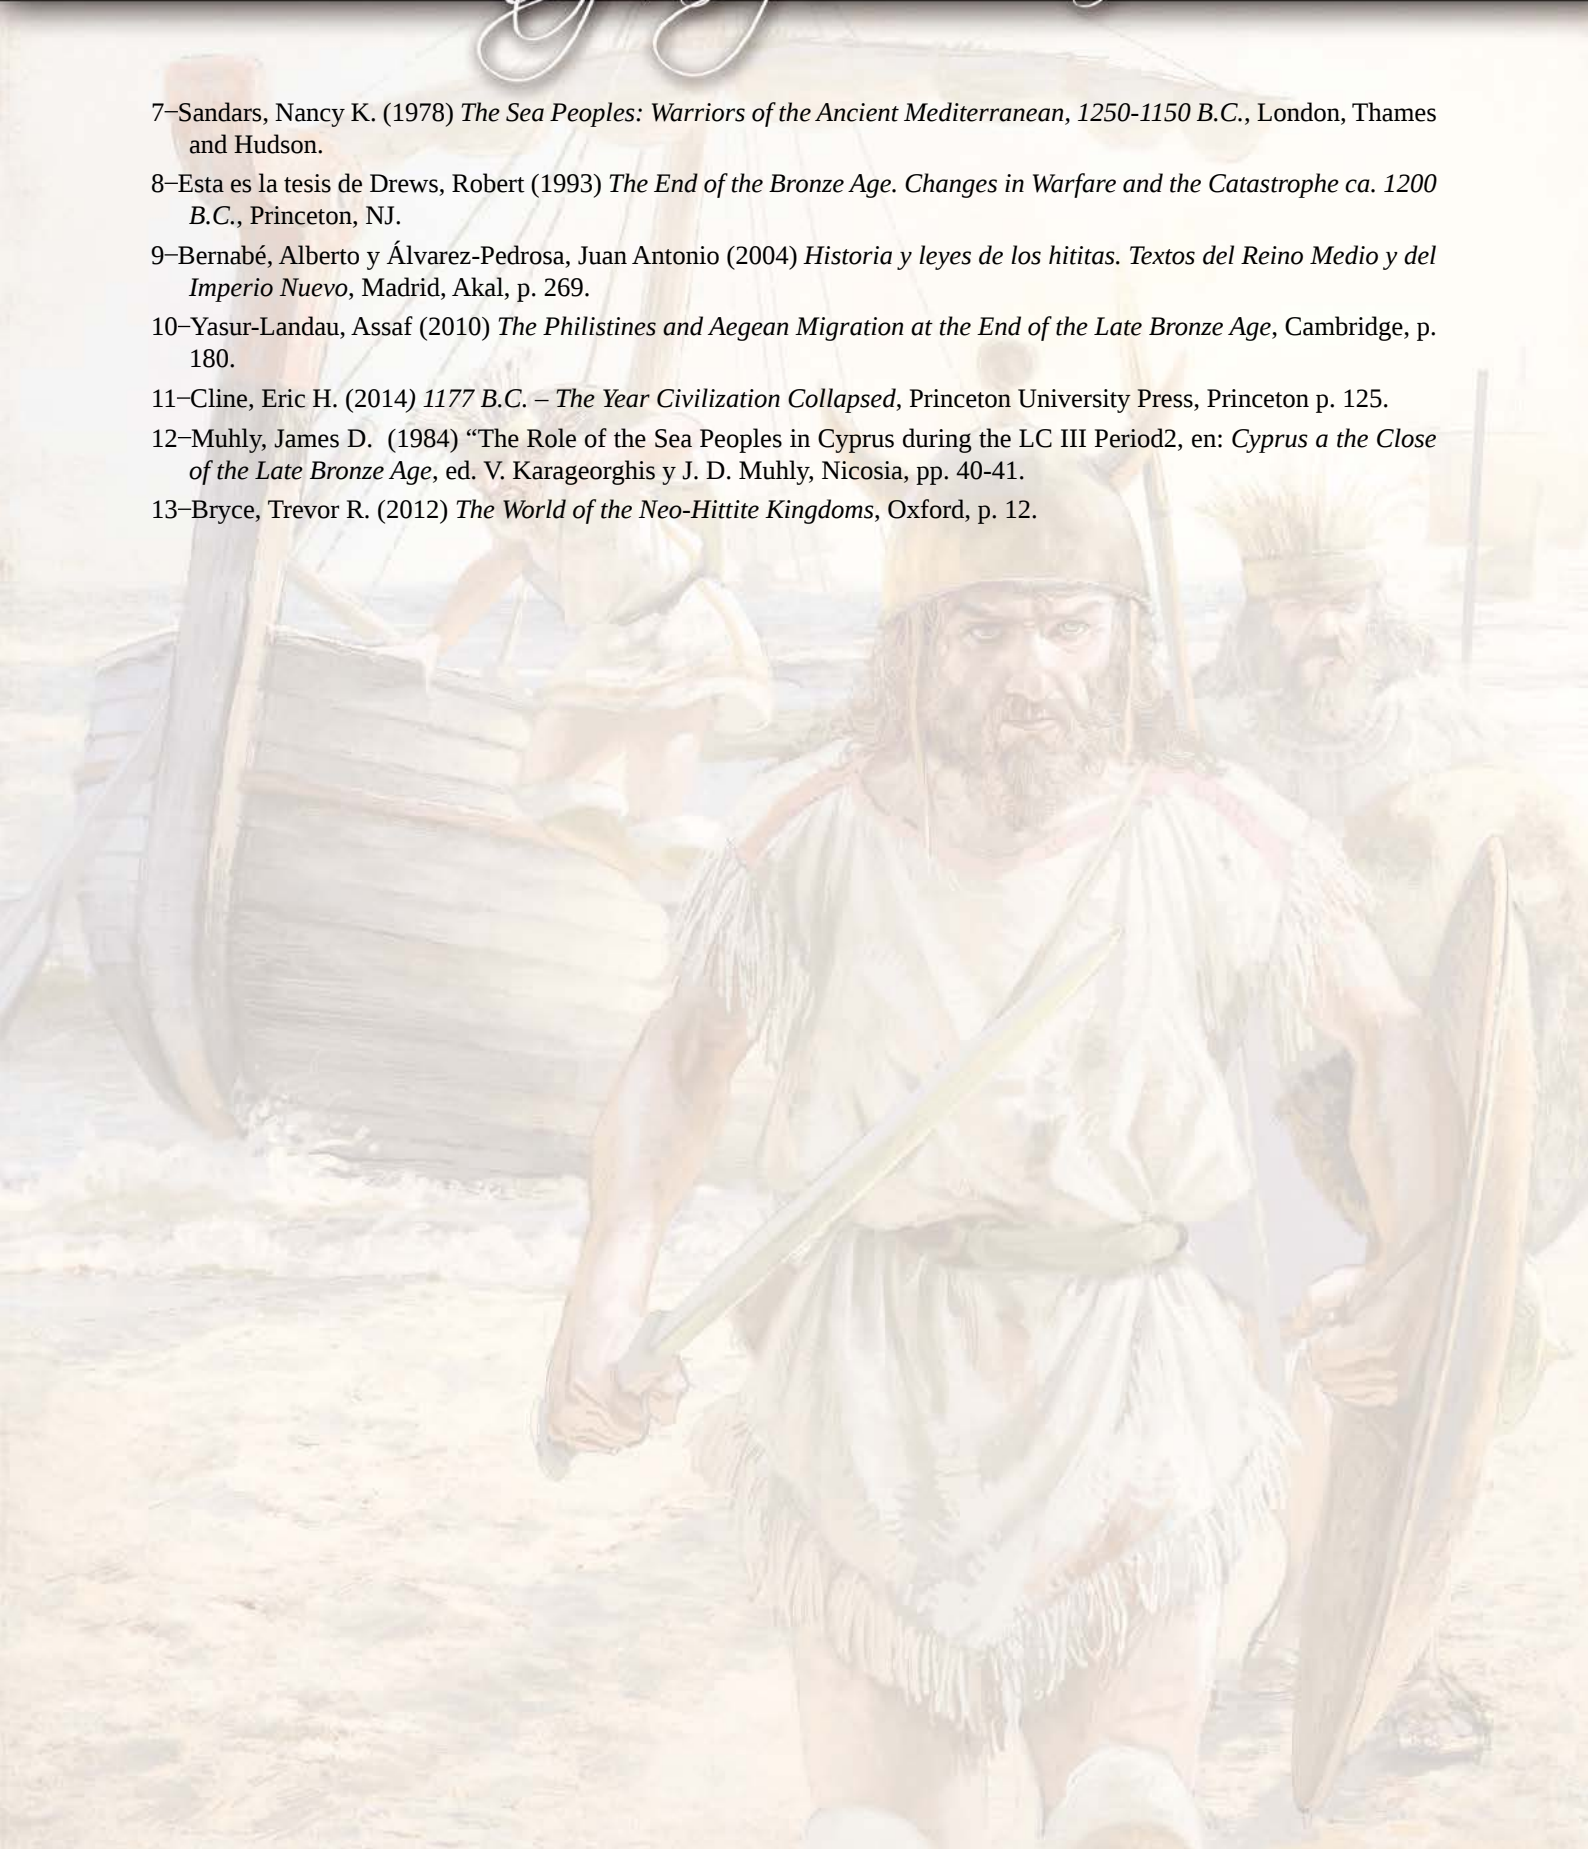 7–Sandars, Nancy K. (1978) The Sea Peoples: Warriors of the Ancient Mediterranean, 1250-1150 B.C., London, Thames
and Hudson.
8–Esta es la tesis de Drews, Robert (1993) The End of the Bronze Age. Changes in Warfare and the Catastrophe ca. 1200
B.C., Princeton, NJ.
9–Bernabé, Alberto y Álvarez-Pedrosa, Juan Antonio (2004) Historia y leyes de los hititas. Textos del Reino Medio y del
Imperio Nuevo, Madrid, Akal, p. 269.
10–Yasur-Landau, Assaf (2010) The Philistines and Aegean Migration at the End of the Late Bronze Age, Cambridge, p.
180.
11–Cline, Eric H. (2014) 1177 B.C. – The Year Civilization Collapsed, Princeton University Press, Princeton p. 125.
12–Muhly, James D.  (1984) “The Role of the Sea Peoples in Cyprus during the LC III Period2, en: Cyprus a the Close
of the Late Bronze Age, ed. V. Karageorghis y J. D. Muhly, Nicosia, pp. 40-41.
13–Bryce, Trevor R. (2012) The World of the Neo-Hittite Kingdoms, Oxford, p. 12.